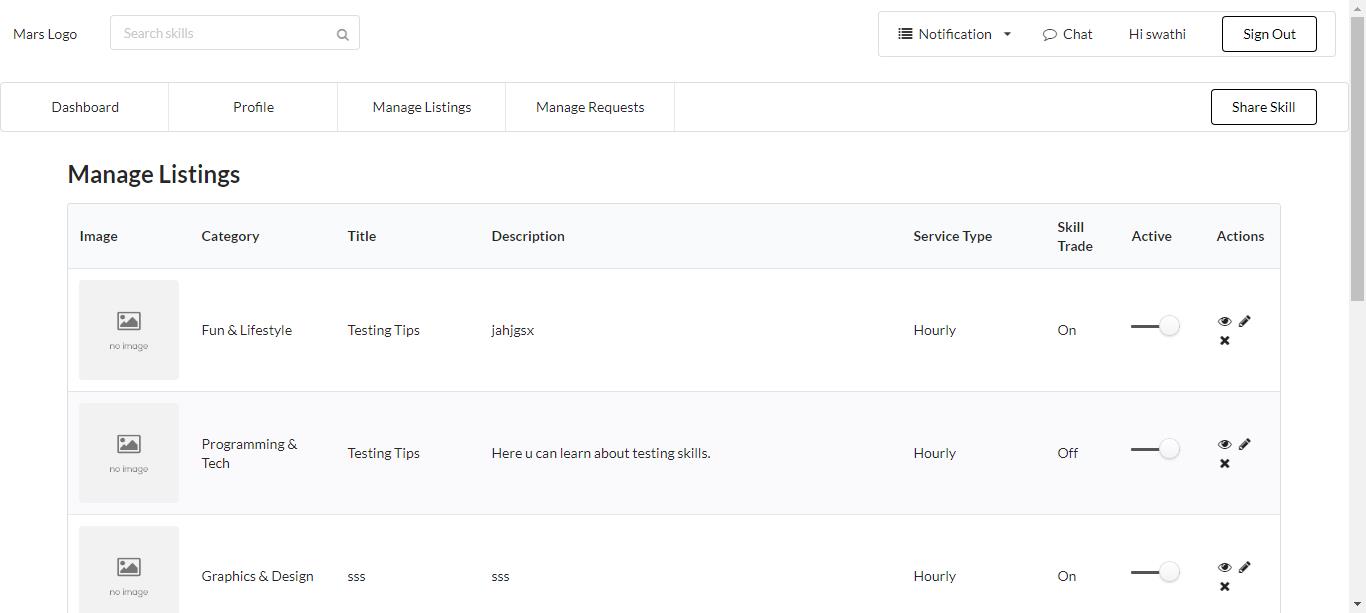 Mars Logo
Search skills
Notification
Chat
Hi swathi
Sign Out
Dashboard
Profile
Manage Listings
Manage Requests
Share Skill
Manage Listings
Image
Category
Title
Description
Service Type
Skill
Trade
Active
Actions
no image
Fun & Lifestyle
Testing Tips
jahjgsx
Hourly
On
no image
Programming &
Tech
Testing Tips
Here u can learn about testing skills.
Hourly
Off
no image
Graphics & Design
sss
sss
Hourly
On